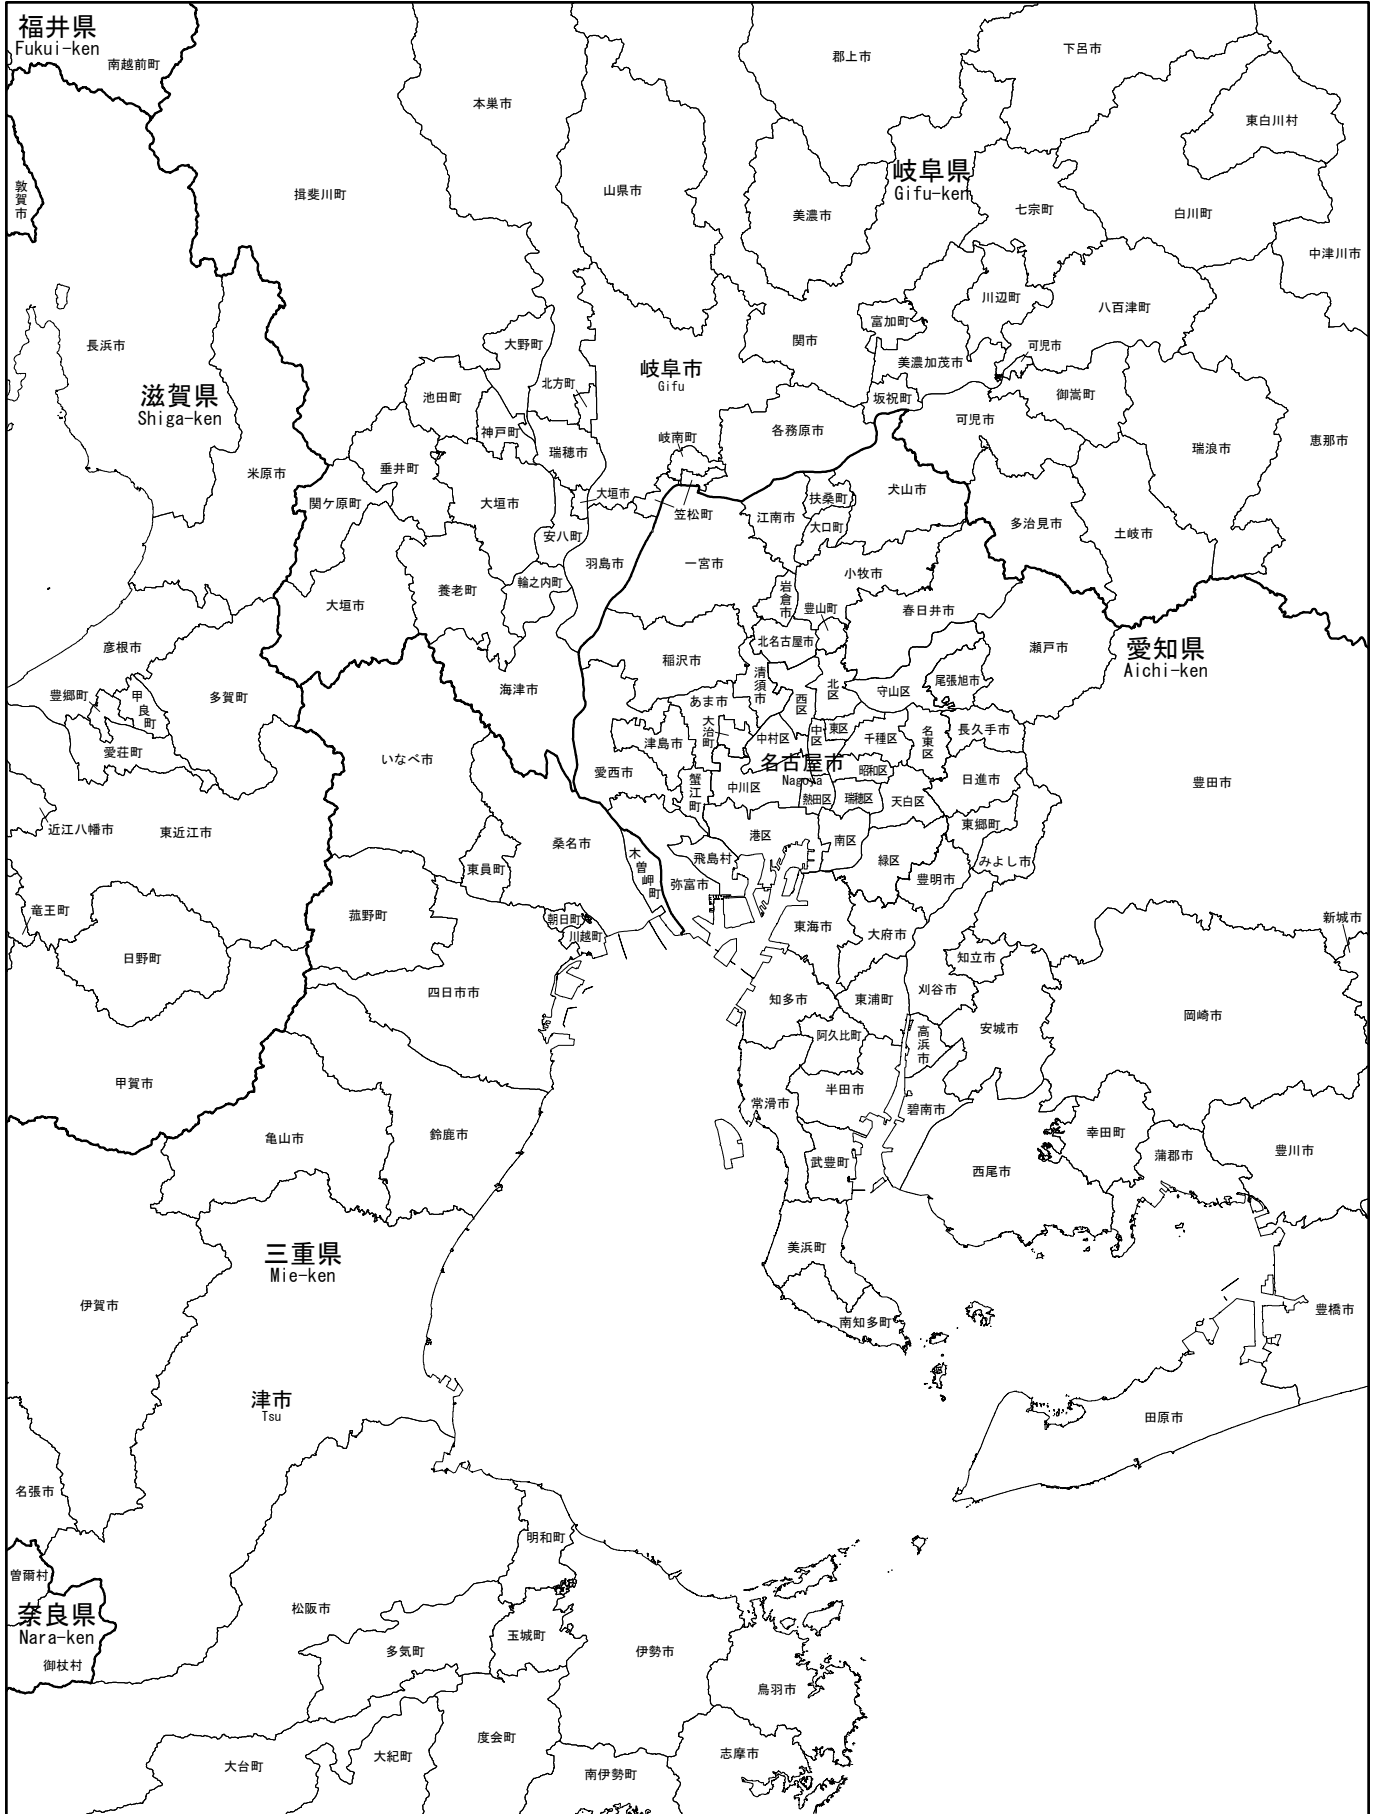 福井県
Fukui-ken
南越前町
郡上市
下呂市
本巣市
東白川村
敦賀市
揖斐川町
山県市
美濃市
岐阜県
Gifu-ken
七宗町
白川町
中津川市
川辺町
八百津町
富加町
長浜市
大野町
関市
可児市
美濃加茂市
岐阜市
Gifu
滋賀県
Shiga-ken
池田町
北方町
坂祝町
御嵩町
可児市
神戸町
岐南町
各務原市
恵那市
瑞穂市
瑞浪市
米原市
垂井町
関ケ原町
大垣市
大垣市
笠松町
扶桑町
犬山市
江南市
大口町
多治見市
土岐市
安八町
羽島市
一宮市
小牧市
輪之内町
養老町
大垣市
岩倉市
豊山町
春日井市
彦根市
北名古屋市
瀬戸市
愛知県
Aichi-ken
稲沢市
海津市
豊郷町
甲良町
多賀町
清須市
北区
守山区
尾張旭市
あま市
西区
大治町
中区
東区
千種区
名東区
長久手市
愛荘町
いなべ市
津島市
中村区
名古屋市
Nagoya
昭和区
愛西市
蟹江町
中川区
日進市
豊田市
熱田区
瑞穂区
天白区
近江八幡市
東近江市
港区
南区
東郷町
桑名市
木曽岬町
飛島村
緑区
みよし市
東員町
弥富市
豊明市
竜王町
菰野町
朝日町
川越町
東海市
大府市
新城市
日野町
知立市
四日市市
知多市
東浦町
刈谷市
岡崎市
阿久比町
高浜市
安城市
甲賀市
半田市
常滑市
碧南市
亀山市
鈴鹿市
幸田町
武豊町
蒲郡市
豊川市
西尾市
三重県
Mie-ken
美浜町
伊賀市
豊橋市
南知多町
津市
Tsu
田原市
名張市
明和町
曽爾村
奈良県
Nara-ken
松阪市
玉城町
多気町
伊勢市
御杖村
鳥羽市
度会町
大台町
大紀町
志摩市
南伊勢町